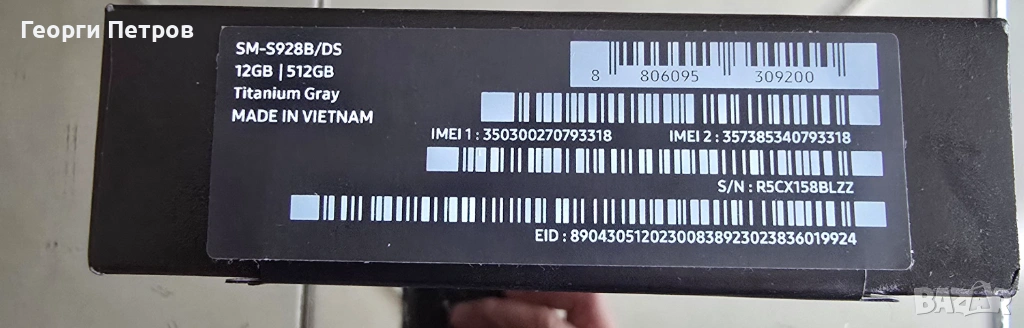 Георги Петров
SM-S928B/DS
12GB | 512GB
Titanium Gray
MADE IN VIETNAM
8 806095 309200
IMEI 1 : 350300270793318 IMEI 2 : 357385340793318
S/N : R5CX158BLZZ
EID : 89043051202300838923023836019924
BAZAR